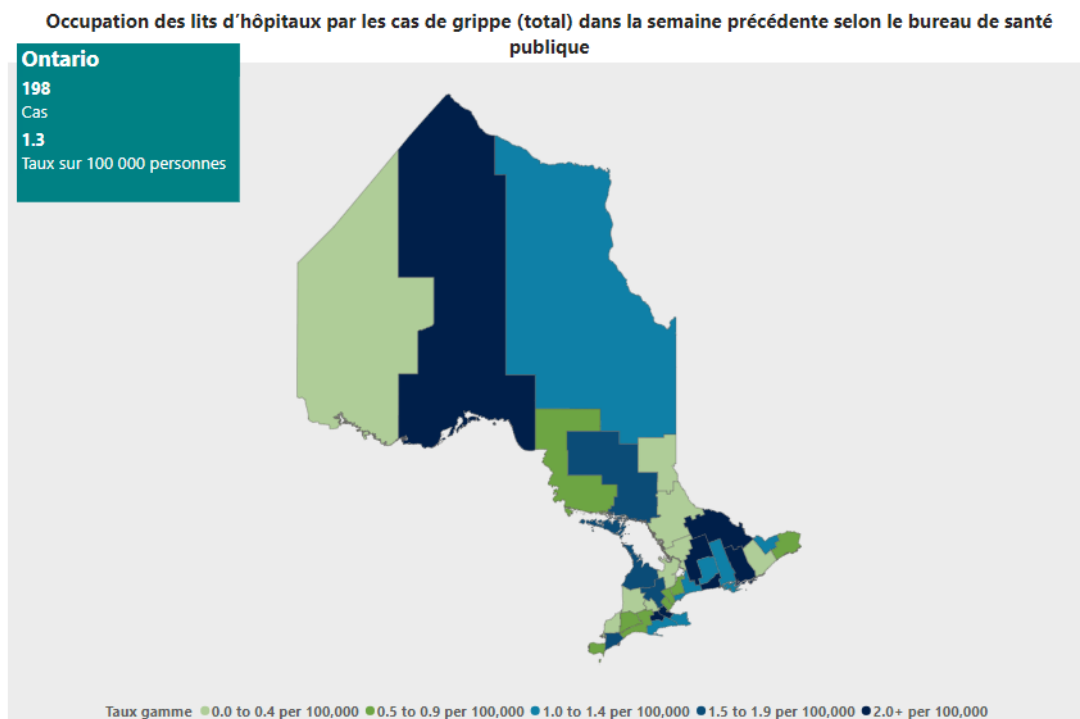 Occupation des lits d’hôpitaux par les cas de grippe (total) dans la semaine précédente selon le bureau de santé
publique
Ontario
198
Cas
1.3
Taux sur 100 000 personnes
Taux gamme 0.0 to 0.4 per 100,000 0.5 to 0.9 per 100,000 1.0 to 1.4 per 100,000 1.5 to 1.9 per 100,000 2.0+ per 100,000